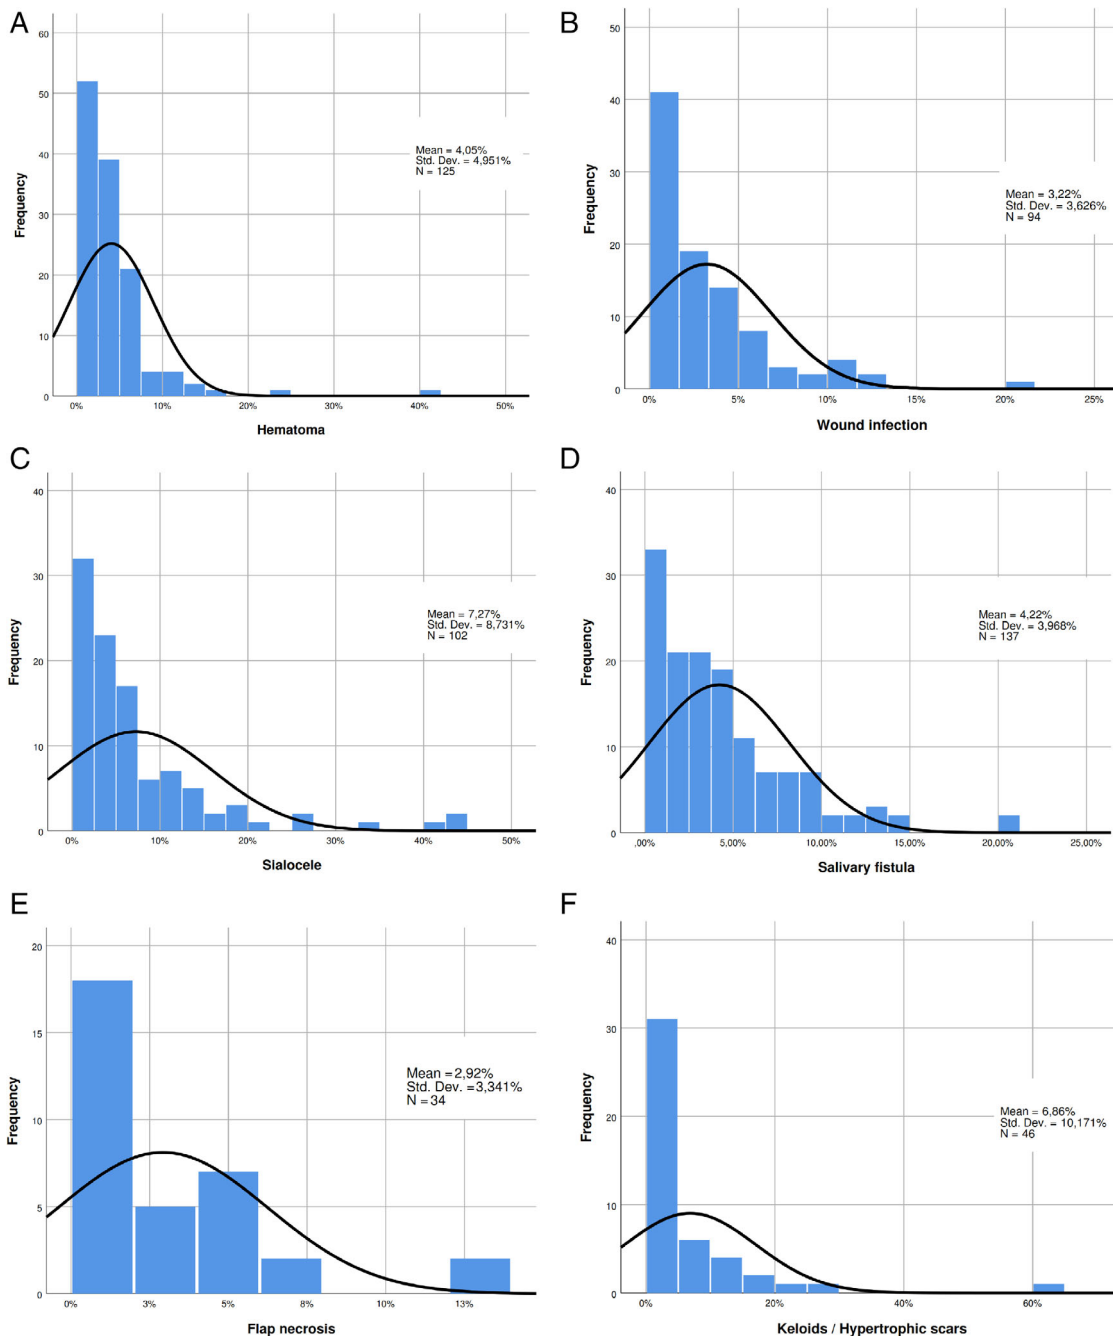 A
60
50
40
30
20
10
0
Frequency
Mean = 4,05%
Std. Dev. = 4,951%
N = 125
0%
10%
20%
30%
40%
50%
Hematoma
B
50
40
30
20
10
0
Frequency
Mean = 3,22%
Std. Dev. = 3,626%
N = 94
0%
5%
10%
15%
20%
25%
Wound infection
C
40
30
20
10
0
Frequency
Mean = 7,27%
Std. Dev. = 8,731%
N = 102
0%
10%
20%
30%
40%
50%
Sialocele
D
40
30
20
10
0
Frequency
Mean = 4,22%
Std. Dev. = 3,968%
N = 137
,00%
5,00%
10,00%
15,00%
20,00%
25,00%
Salivary fistula
E
20
15
10
5
0
Frequency
Mean =2,92%
Std. Dev. =3,341%
N =34
0%
3%
5%
8%
10%
13%
Flap necrosis
F
40
30
20
10
0
Frequency
Mean = 6,86%
Std. Dev. = 10,171%
N = 46
0%
20%
40%
60%
Keloids / Hypertrophic scars